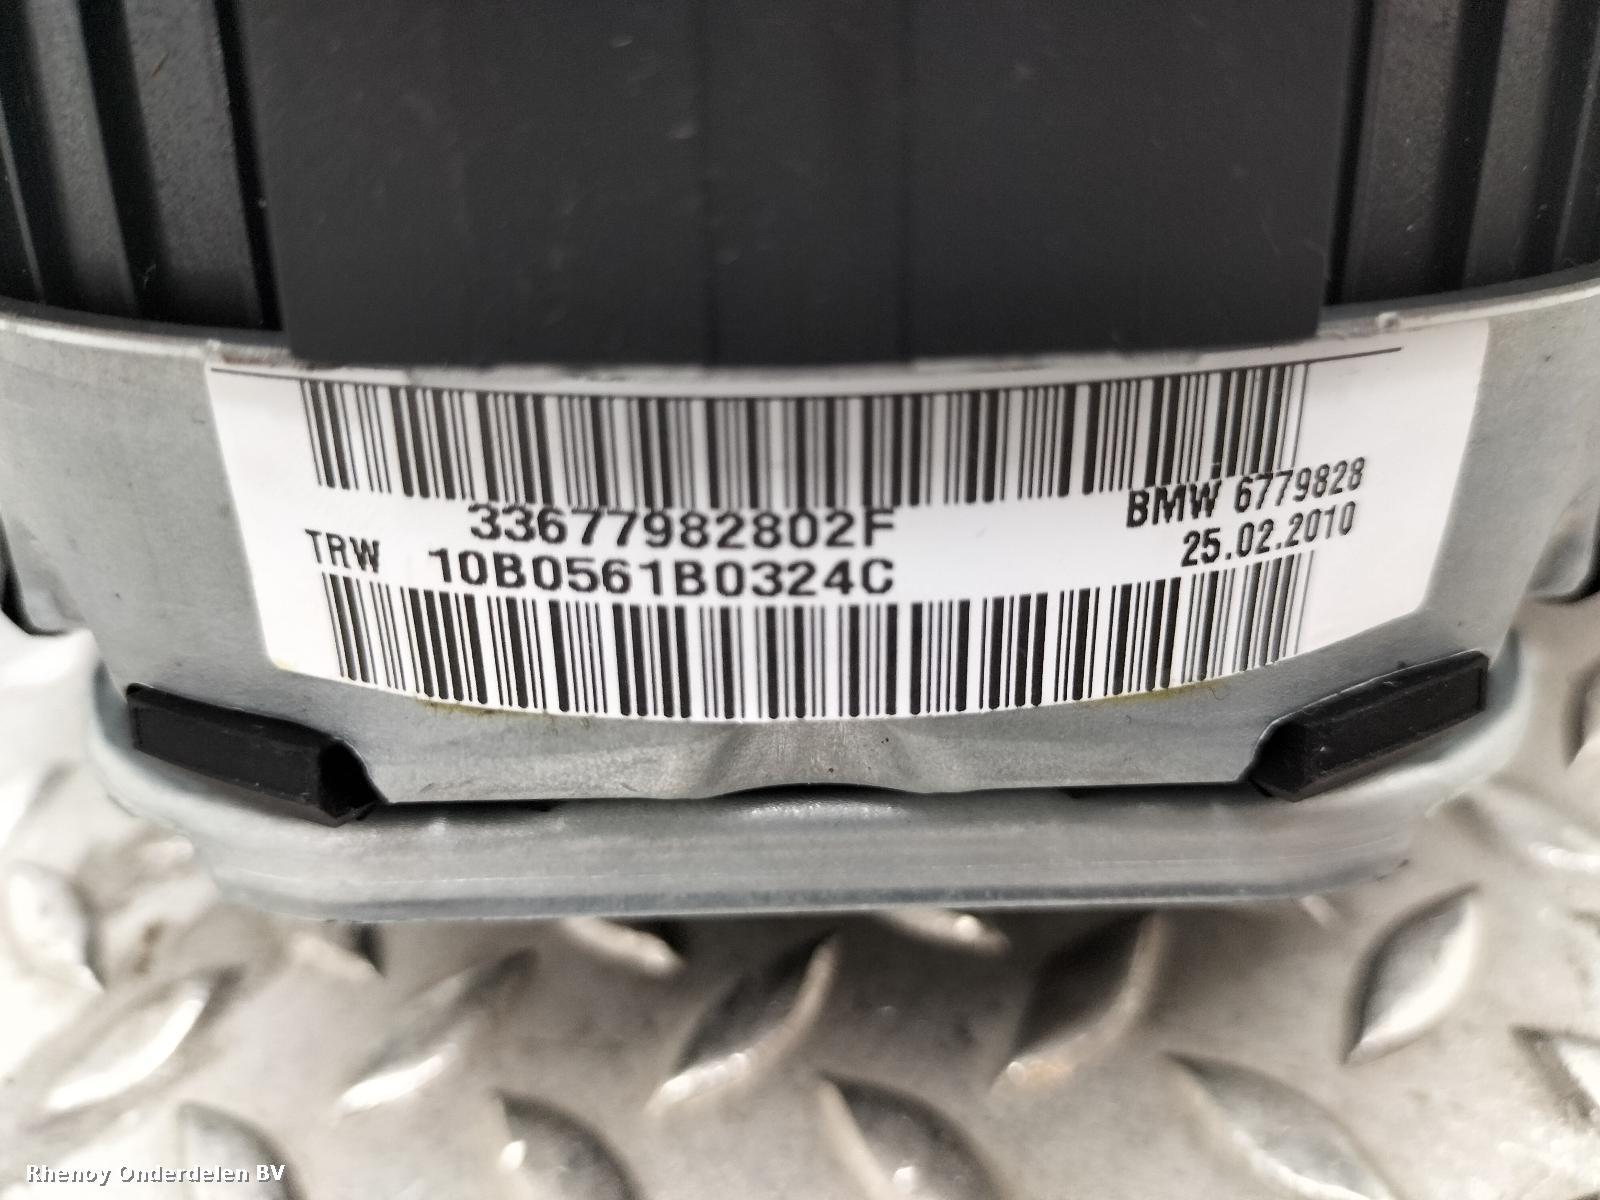 33677982802F
BMW 6779828
TRW 10B0561B0324C
25.02.2010
Rhenoy Onderdelen BV